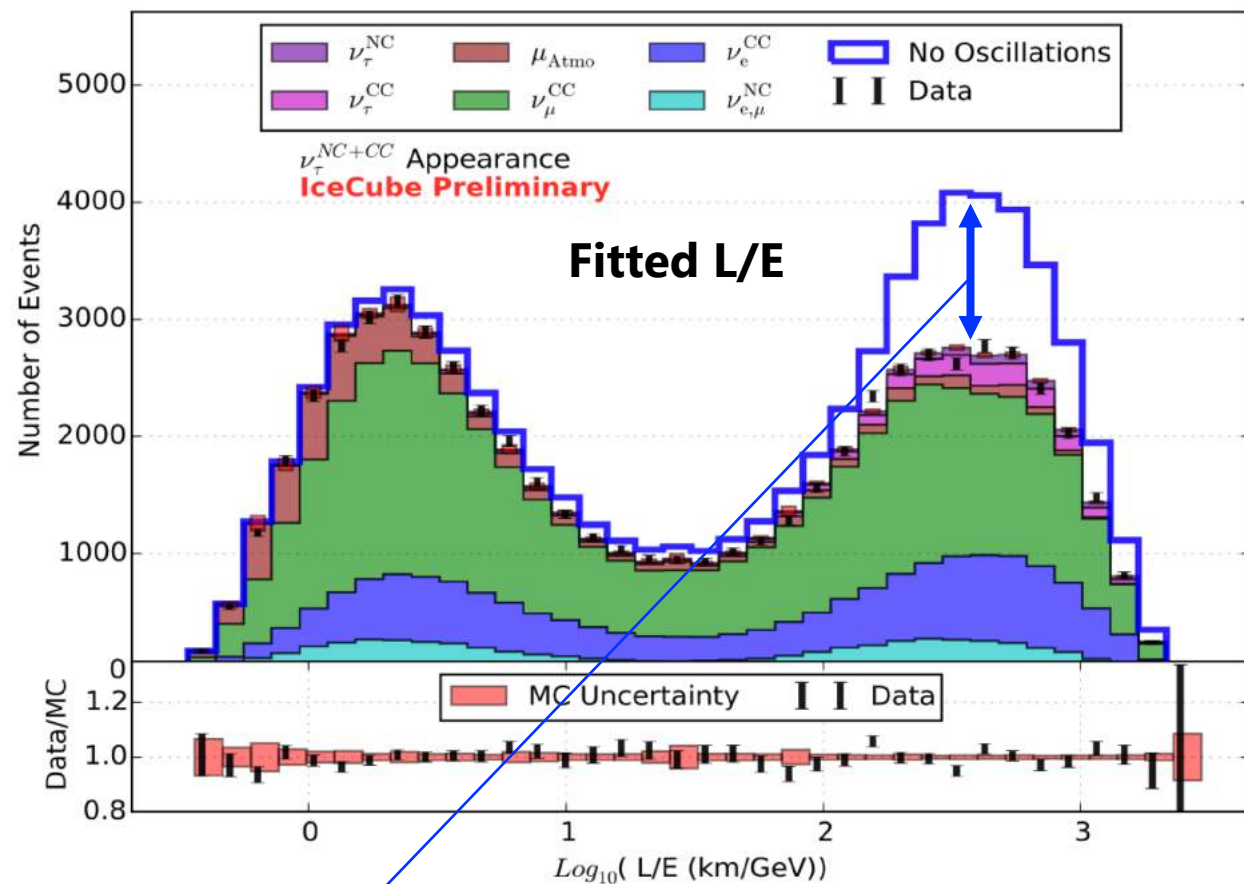 ν_τ^NC μ_Atmo ν_e^CC No Oscillations
ν_τ^CC ν_μ^CC ν_e,μ^NC Data
ν_τ^NC+CC Appearance
IceCube Preliminary
Fitted L/E
Number of Events
5000
4000
3000
2000
1000
0
MC Uncertainty Data
Data/MC
1.2
1.0
0.8
0 1 2 3
Log10( L/E (km/GeV))